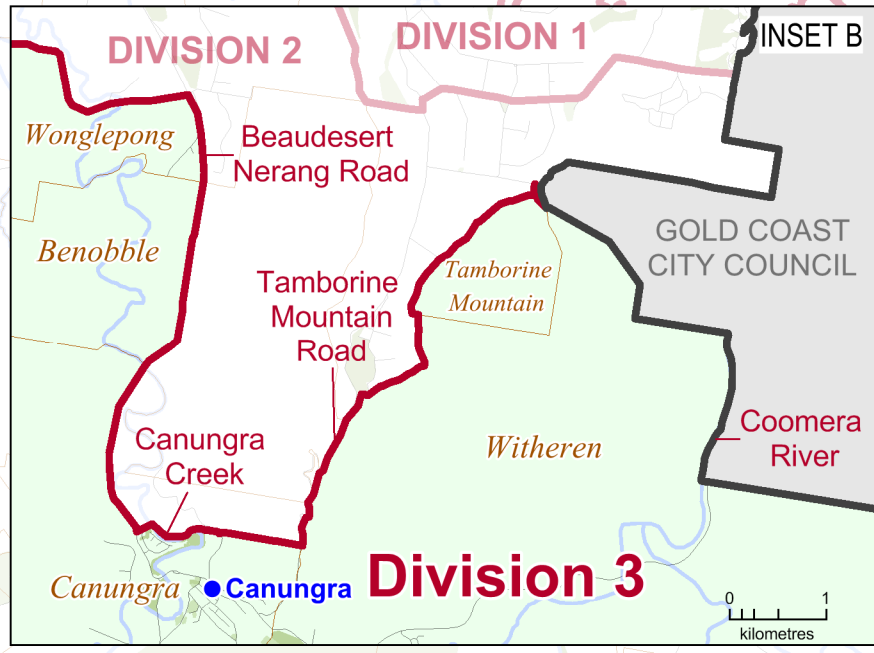 DIVISION 2
DIVISION 1
INSET B
Wonglepong
Beaudesert
Nerang Road
Benobble
GOLD COAST
CITY COUNCIL
Tamborine
Mountain
Tamborine
Mountain
Road
Canungra
Creek
Witheren
Coomera
River
Canungra
Canungra
Division 3
0 1
kilometres